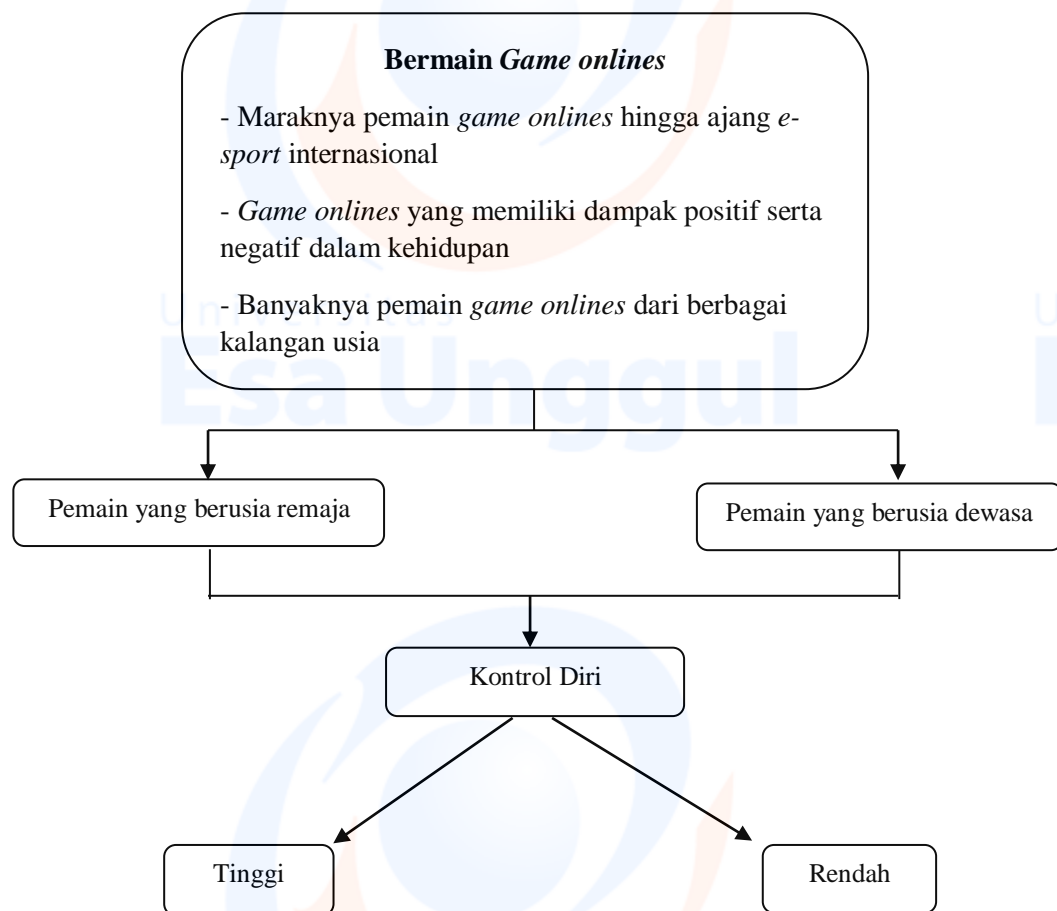 Bermain Game onlines
- Maraknya pemain game onlines hingga ajang e-
sport internasional
- Game onlines yang memiliki dampak positif serta
negatif dalam kehidupan
- Banyaknya pemain game onlines dari berbagai
kalangan usia
Universitas
Esa Unggul
U
Pemain yang berusia remaja
Pemain yang berusia dewasa
Kontrol Diri
Tinggi
Rendah